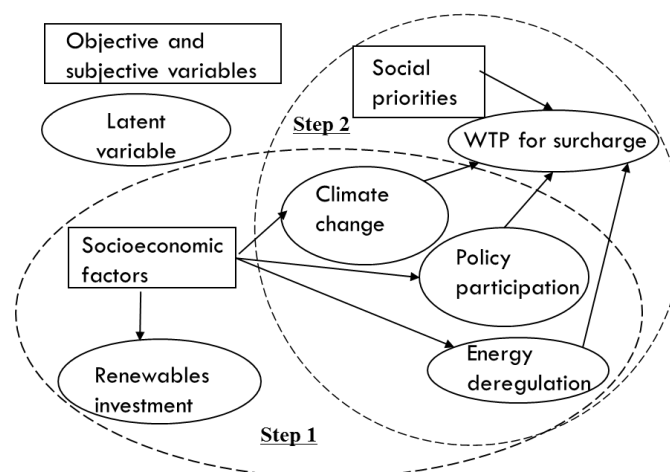 Objective and
subjective variables
Latent
variable
Step 2
Social
priorities
WTP for surcharge
Climate
change
Socioeconomic
factors
Policy
participation
Energy
deregulation
Renewables
investment
Step 1